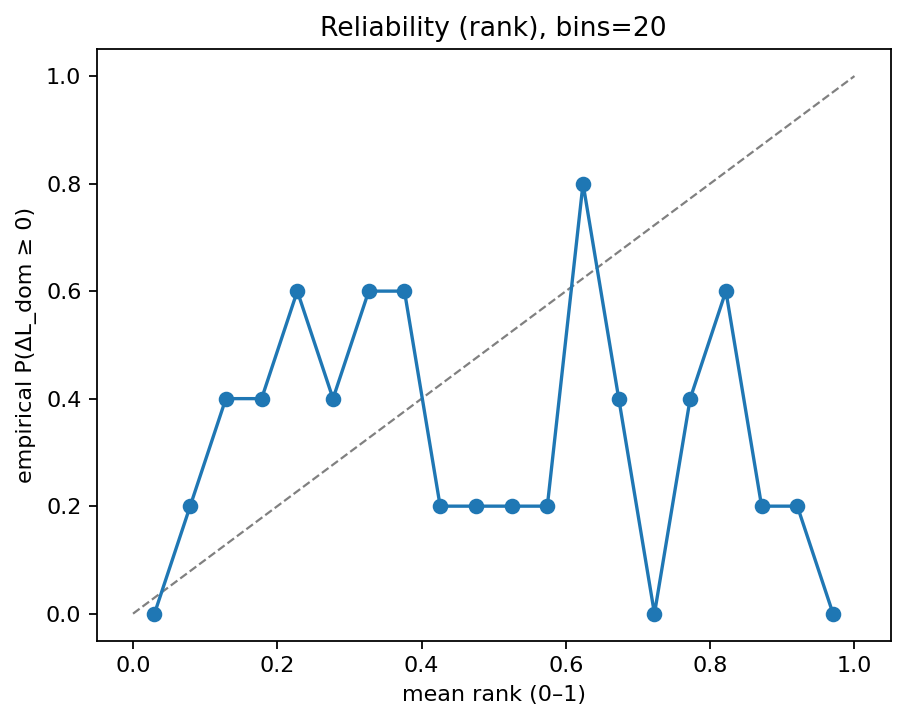 Reliability (rank), bins=20
empirical P(ΔL_dom ≥ 0)
1.0
0.8
0.6
0.4
0.2
0.0
0.0 0.2 0.4 0.6 0.8 1.0
mean rank (0–1)